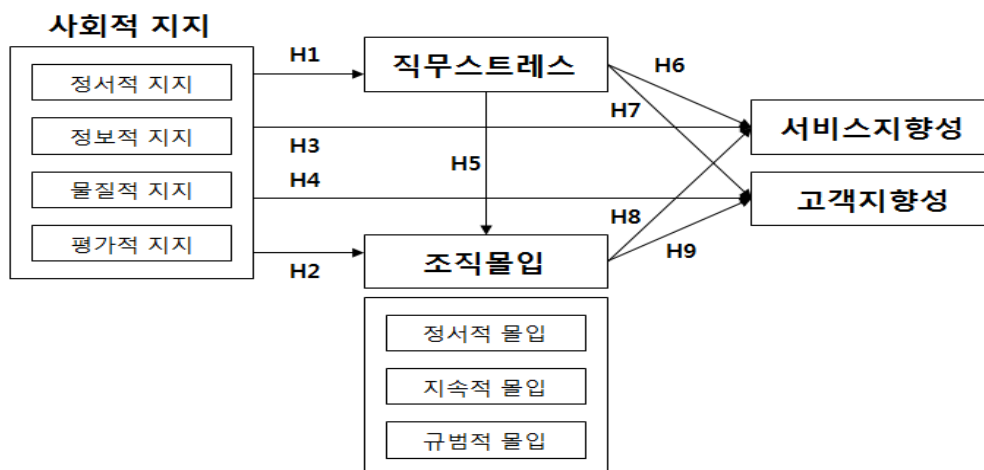 사회적 지지
정서적 지지
정보적 지지
물질적 지지
평가적 지지
H1
H3
H4
H2
직무스트레스
H5
조직몰입
정서적 몰입
지속적 몰입
규범적 몰입
H6
H7
H8
H9
서비스지향성
고객지향성